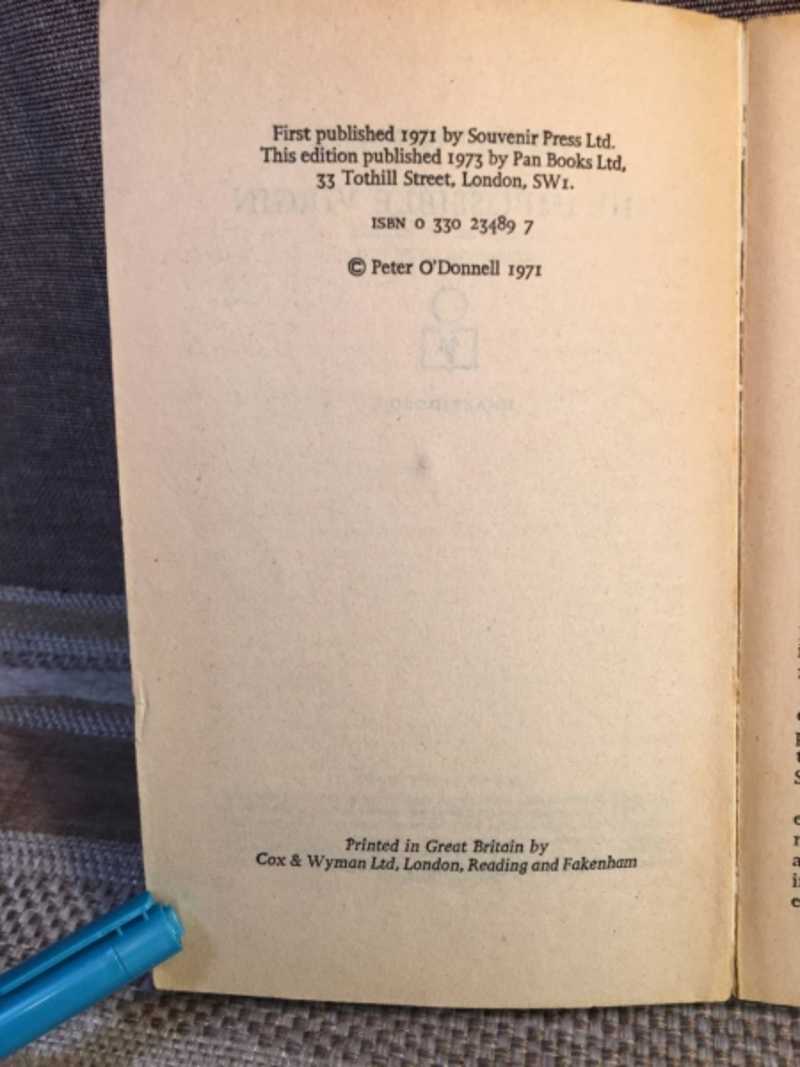 First published 1971 by Souvenir Press Ltd.
This edition published 1973 by Pan Books Ltd,
33 Tothill Street, London, SW1.
ISBN 0 330 23489 7
© Peter O'Donnell 1971
Printed in Great Britain by
Cox & Wyman Ltd, London, Reading and Fakenham